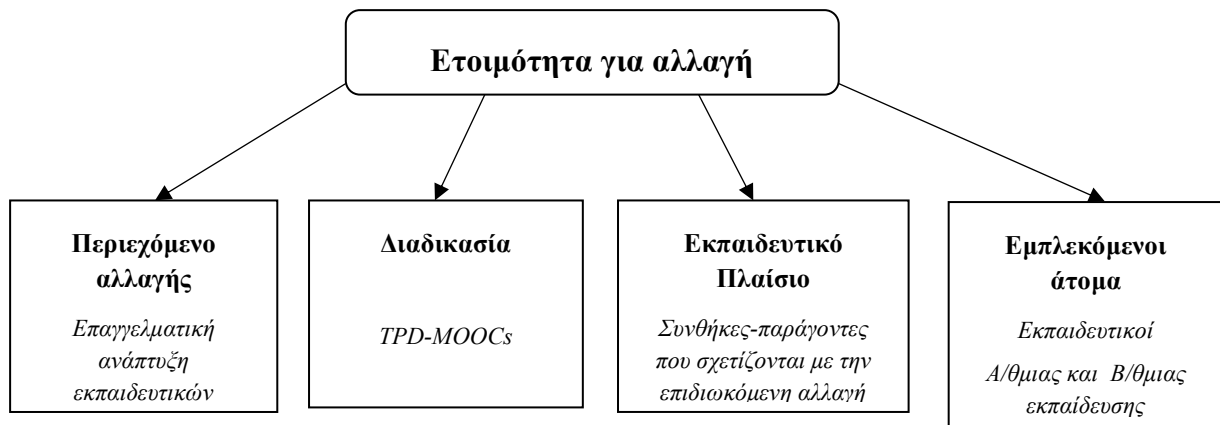 Ετοιμότητα για αλλαγή
Περιεχόμενο
αλλαγής
Επαγγελματική
ανάπτυξη
εκπαιδευτικών
Διαδικασία
TPD-MOOCs
Εκπαιδευτικό
Πλαίσιο
Συνθήκες-παράγοντες
που σχετίζονται με την
επιδιωκόμενη αλλαγή
Εμπλεκόμενοι
άτομα
Εκπαιδευτικοί
Α/θμιας και Β/θμιας
εκπαίδευσης